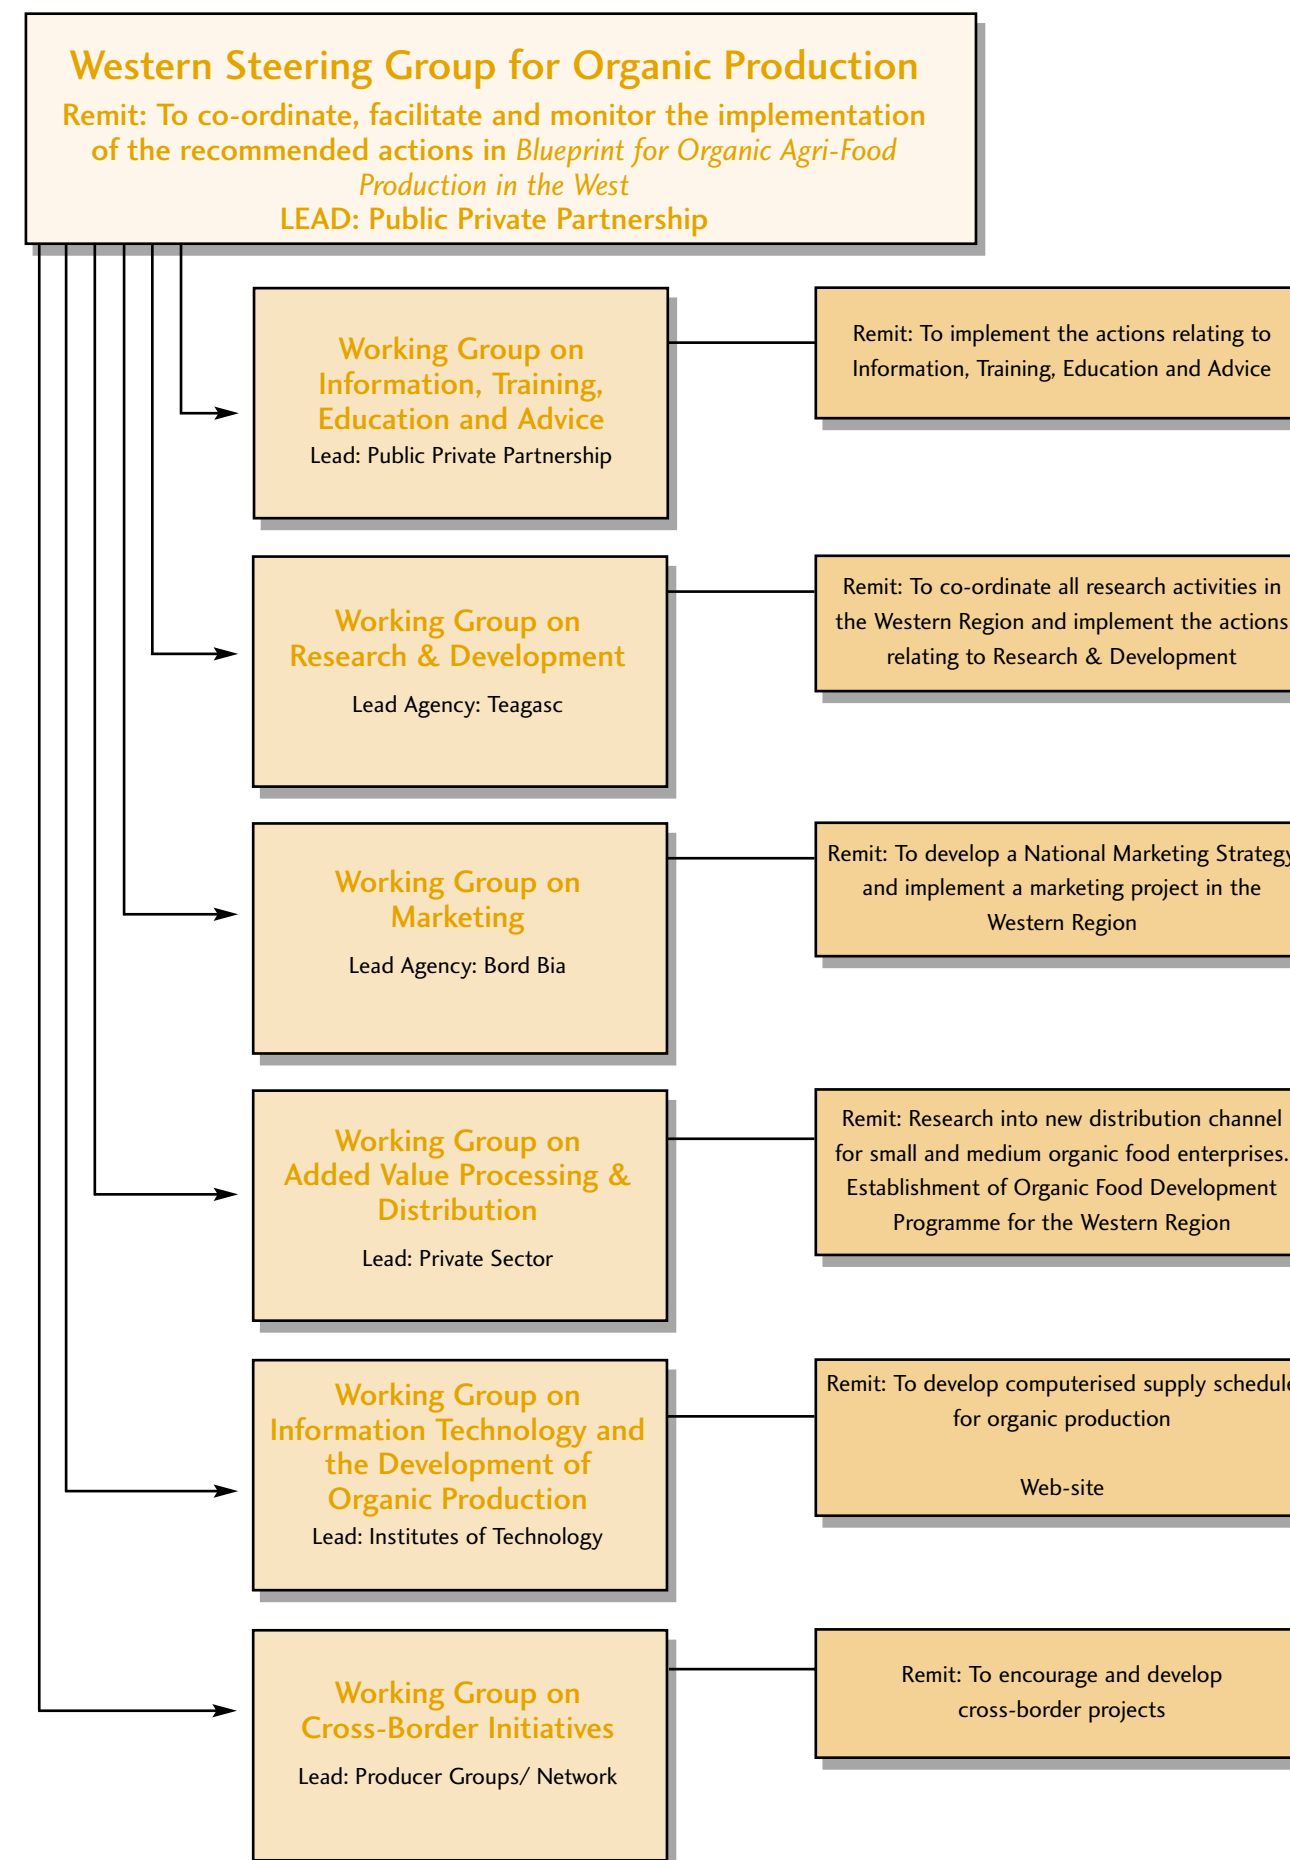 Western Steering Group for Organic Production
Remit: To co-ordinate, facilitate and monitor the implementation
of the recommended actions in Blueprint for Organic Agri-Food
Production in the West
LEAD: Public Private Partnership
Working Group on
Information, Training,
Education and Advice
Lead: Public Private Partnership
Remit: To implement the actions relating to
Information, Training, Education and Advice
Working Group on
Research & Development
Lead Agency: Teagasc
Remit: To co-ordinate all research activities in
the Western Region and implement the actions
relating to Research & Development
Working Group on
Marketing
Lead Agency: Bord Bia
Remit: To develop a National Marketing Strategy
and implement a marketing project in the
Western Region
Working Group on
Added Value Processing &
Distribution
Lead: Private Sector
Remit: Research into new distribution channel
for small and medium organic food enterprises.
Establishment of Organic Food Development
Programme for the Western Region
Working Group on
Information Technology and
the Development of
Organic Production
Lead: Institutes of Technology
Remit: To develop computerised supply schedule
for organic production
Web-site
Working Group on
Cross-Border Initiatives
Lead: Producer Groups/ Network
Remit: To encourage and develop
cross-border projects